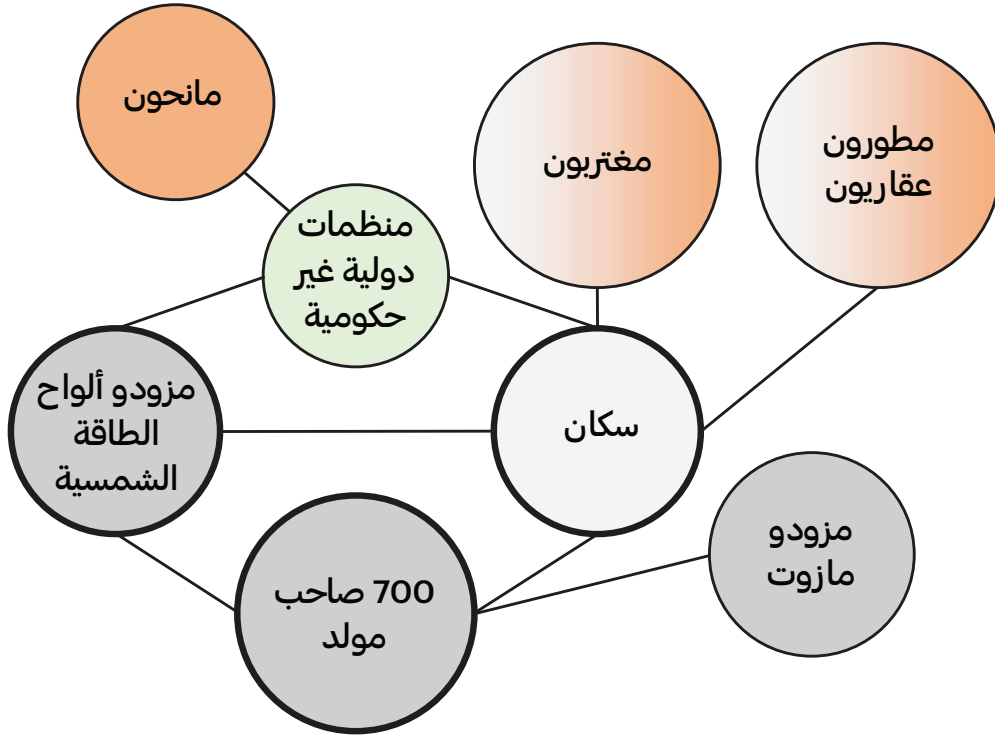 مانحون
مغتربون
مطورون
عقاريون
منظمات
دولية غير
حكومية
مزودو ألواح
الطاقة
الشمسية
سكان
مزودو
مازوت
700 صاحب
مولد